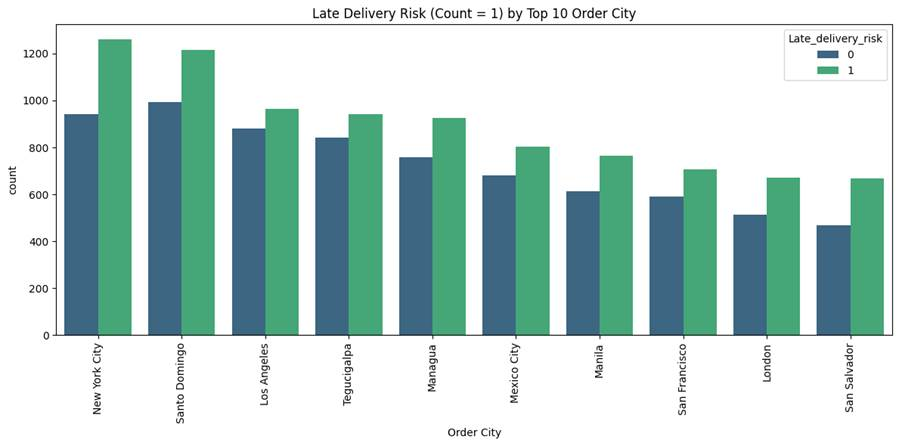 Late Delivery Risk (Count = 1) by Top 10 Order City
Late_delivery_risk
0
1
count
1200
1000
800
600
400
200
0
New York City
Santo Domingo
Los Angeles
Tegucigalpa
Managua
Mexico City
Manila
San Francisco
London
San Salvador
Order City